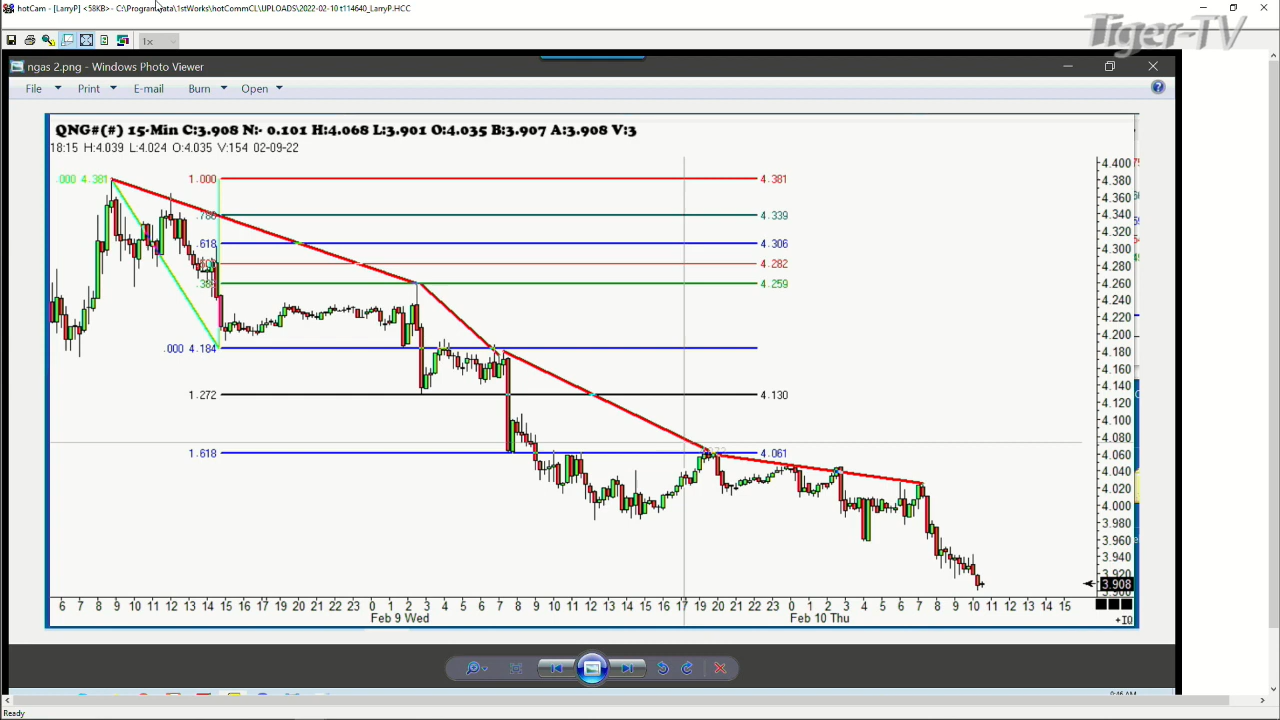 hotCam - [LarryP] <58KB>- C:\ProgramData\1stWorks\hotCommCL\UPLOADS\2022-02-10 t114640_LarryP.HCC
Tiger-TV
1x
ngas 2.png - Windows Photo Viewer
File Print E-mail Burn Open
QNG#(#) 15-Min C:3.908 N:- 0.101 H:4.068 L:3.901 O:4.035 B:3.907 A:3.908 V:3
18:15 H:4.039 L:4.024 O:4.035 V:154 02-09-22
.000 4.381 1.000 4.381
4.339
.618 4.306
4.282
4.259
.000 4.184
1.272 4.130
1.618 4.061
4.400
4.380
4.360
4.340
4.320
4.300
4.280
4.260
4.240
4.220
4.200
4.180
4.160
4.140
4.120
4.100
4.080
4.060
4.040
4.020
4.000
3.980
3.960
3.940
3.920
3.908
6 7 8 9 10 11 12 13 14 15 16 17 18 19 20 21 22 23 0 1 2 3 4 5 6 7 8 9 10 11 12 13 14 15 16 17 19 20 21 22 23 0 1 2 3 4 5 6 7 8 9 10 11 12 13 14 15
Feb 9 Wed Feb 10 Thu
+IQ
Ready